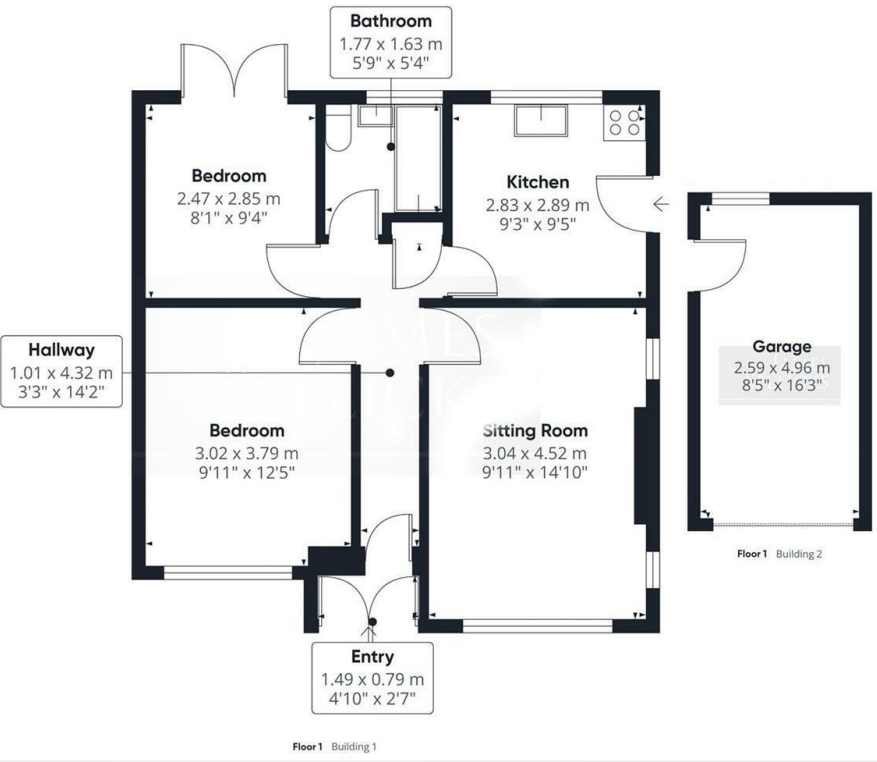 Bathroom
1.77 x 1.63 m
5'9" x 5'4"
Bedroom
2.47 x 2.85 m
8'1" x 9'4"
Kitchen
2.83 x 2.89 m
9'3" x 9'5"
Hallway
1.01 x 4.32 m
3'3" x 14'2"
Garage
2.59 x 4.96 m
8'5" x 16'3"
Bedroom
3.02 x 3.79 m
9'11" x 12'5"
Sitting Room
3.04 x 4.52 m
9'11" x 14'10"
Floor 1 Building 2
Entry
1.49 x 0.79 m
4'10" x 2'7"
Floor 1 Building 1